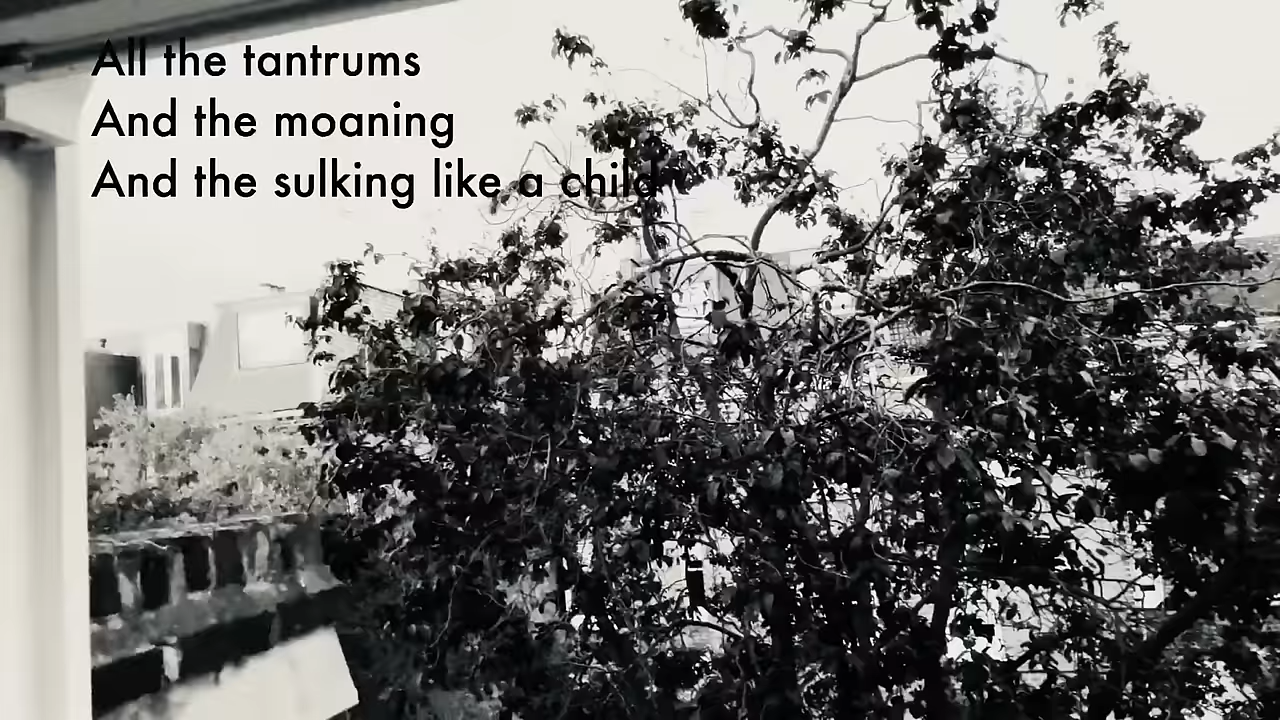 All the tantrums
And the moaning
And the sulking like a child